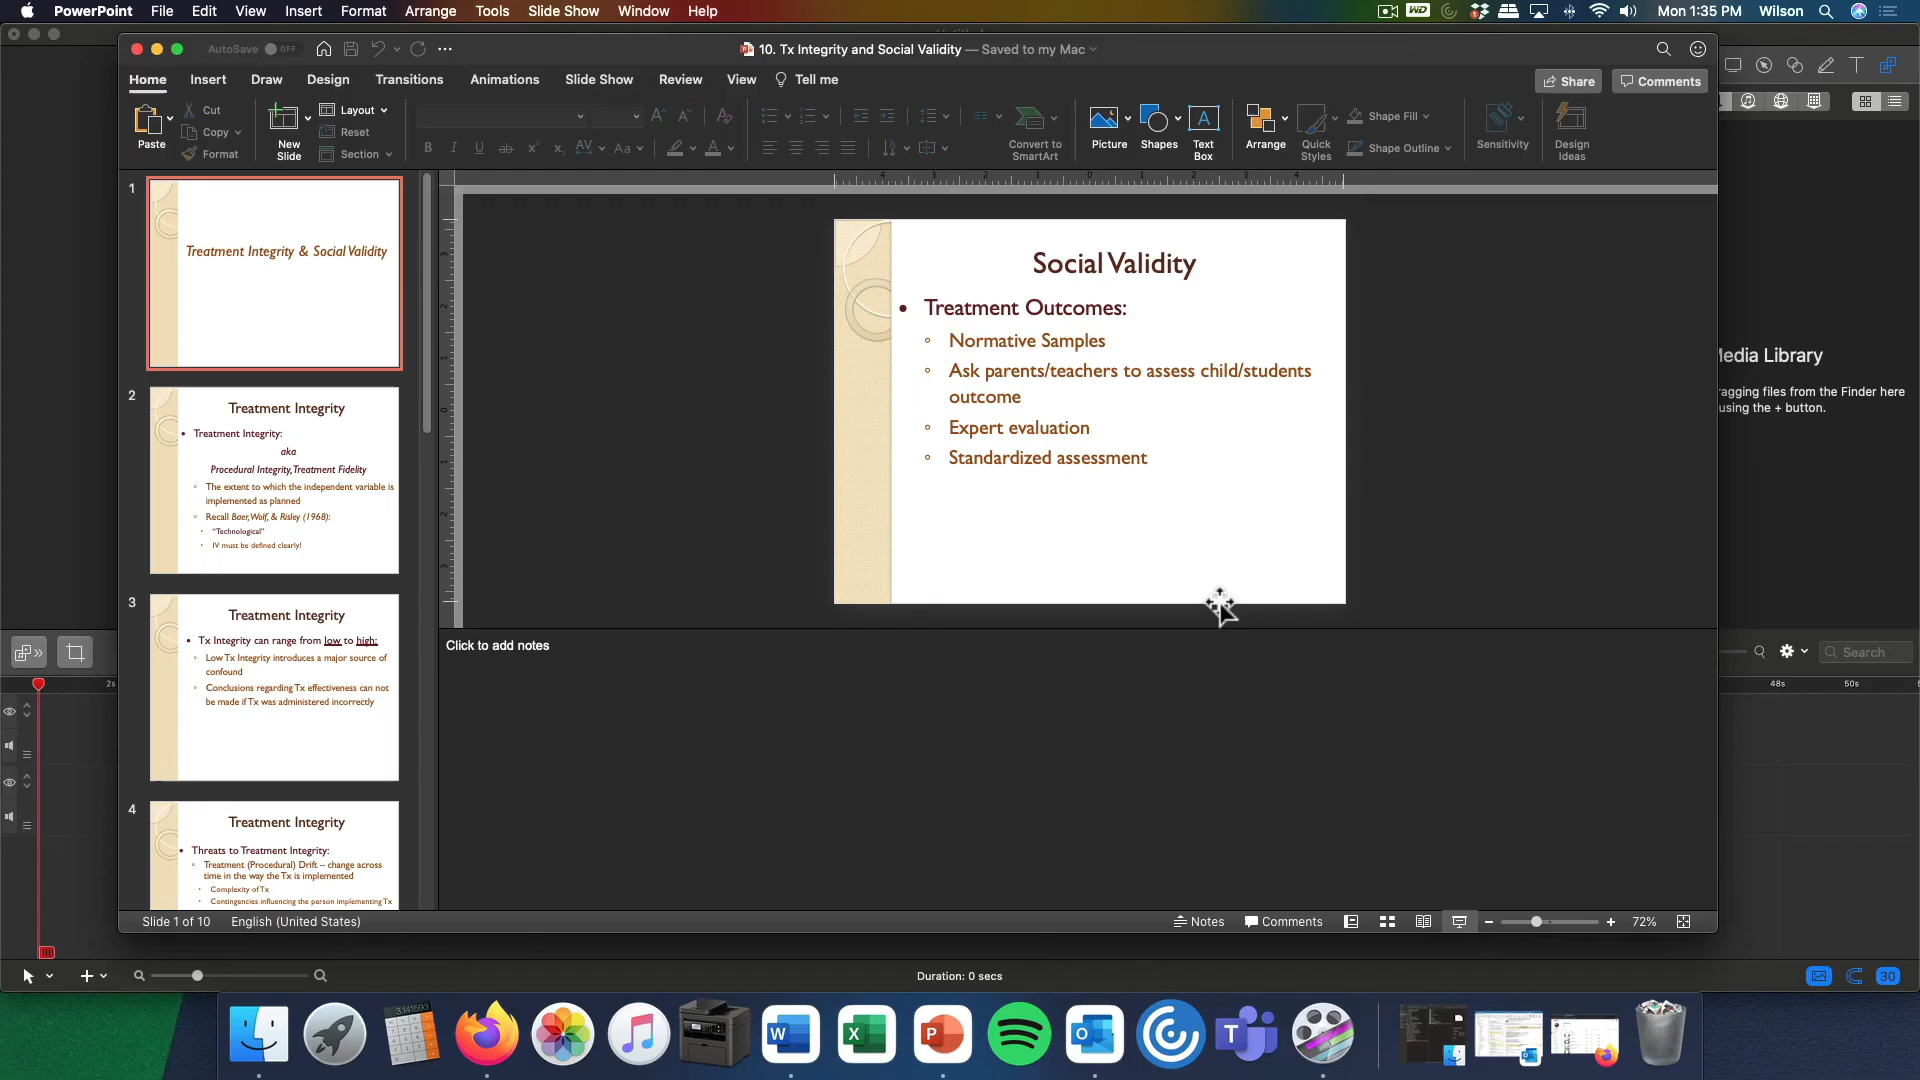 PowerPoint File Edit View Insert Format Arrange Tools Slide Show Window Help
WD Mon 1:35 PM Wilson
AutoSave OFF
10. Tx Integrity and Social Validity — Saved to my Mac
Home Insert Draw Design Transitions Animations Slide Show Review View Tell me
Share Comments
Paste
Cut
Copy
Format
New
Slide
Layout
Reset
Section
Convert to
SmartArt
Picture
Shapes
Text
Box
Arrange
Quick
Styles
Shape Fill
Shape Outline
Sensitivity
Design
Ideas
1
Treatment Integrity & Social Validity
2
Treatment Integrity
• Treatment Integrity:
aka
Procedural Integrity, Treatment Fidelity
The extent to which the independent variable is
implemented as planned
Recall Baer, Wolf, & Risley (1968):
"Technological"
IV must be defined clearly!
3
Treatment Integrity
• Tx Integrity can range from low to high:
Low Tx Integrity introduces a major source of
confound
Conclusions regarding Tx effectiveness can not
be made if Tx was administered incorrectly
4
Treatment Integrity
• Threats to Treatment Integrity:
Treatment (Procedural) Drift – change across
time in the way the Tx is implemented
Complexity of Tx
Contingencies influencing the person implementing Tx
Social Validity
• Treatment Outcomes:
Normative Samples
Ask parents/teachers to assess child/students
outcome
Expert evaluation
Standardized assessment
Click to add notes
Slide 1 of 10 English (United States)
Notes Comments 72%
Media Library
ragging files from the Finder here
using the + button.
Search
2s
48s 50s
Duration: 0 secs
30